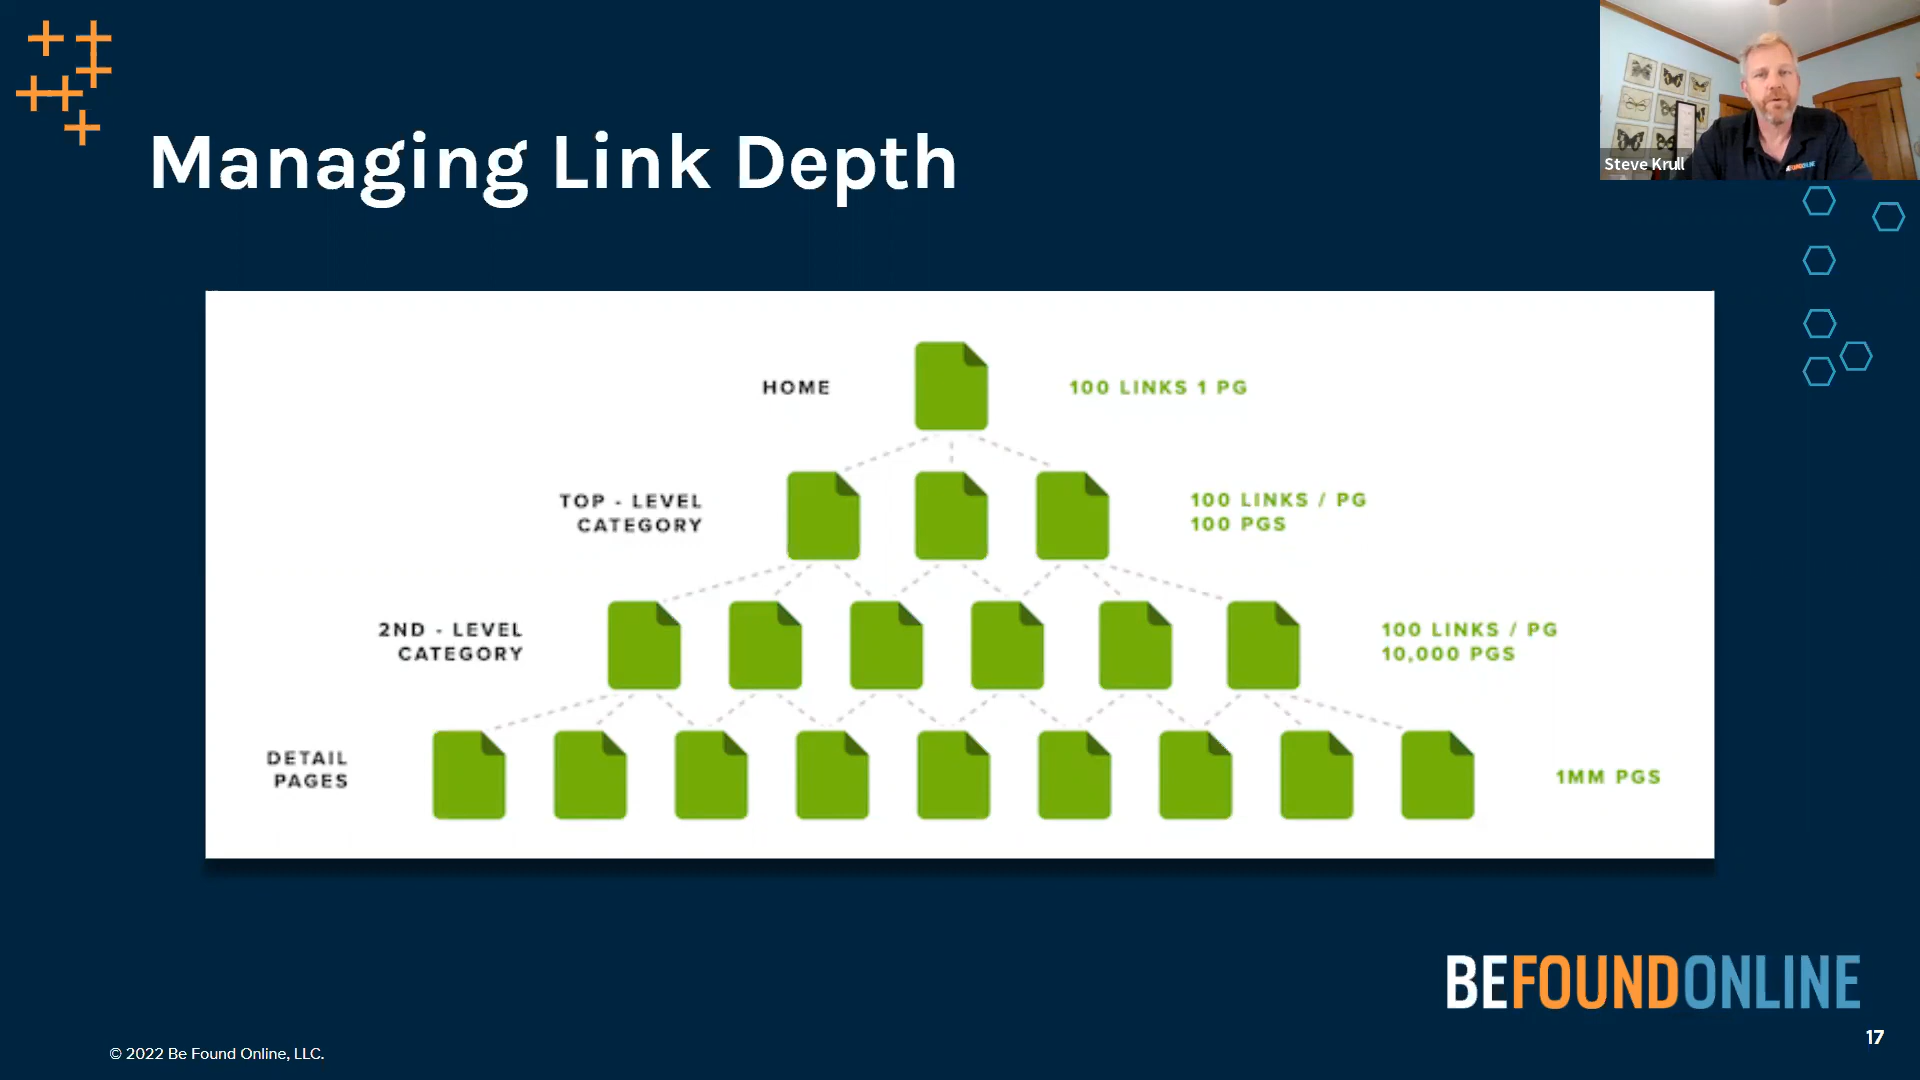 Managing Link Depth
Steve Krull
HOME
100 LINKS 1 PG
TOP - LEVEL
CATEGORY
100 LINKS / PG
100 PGS
2ND - LEVEL
CATEGORY
100 LINKS / PG
10,000 PGS
DETAIL
PAGES
1MM PGS
BEFOUNDONLINE
17
© 2022 Be Found Online, LLC.